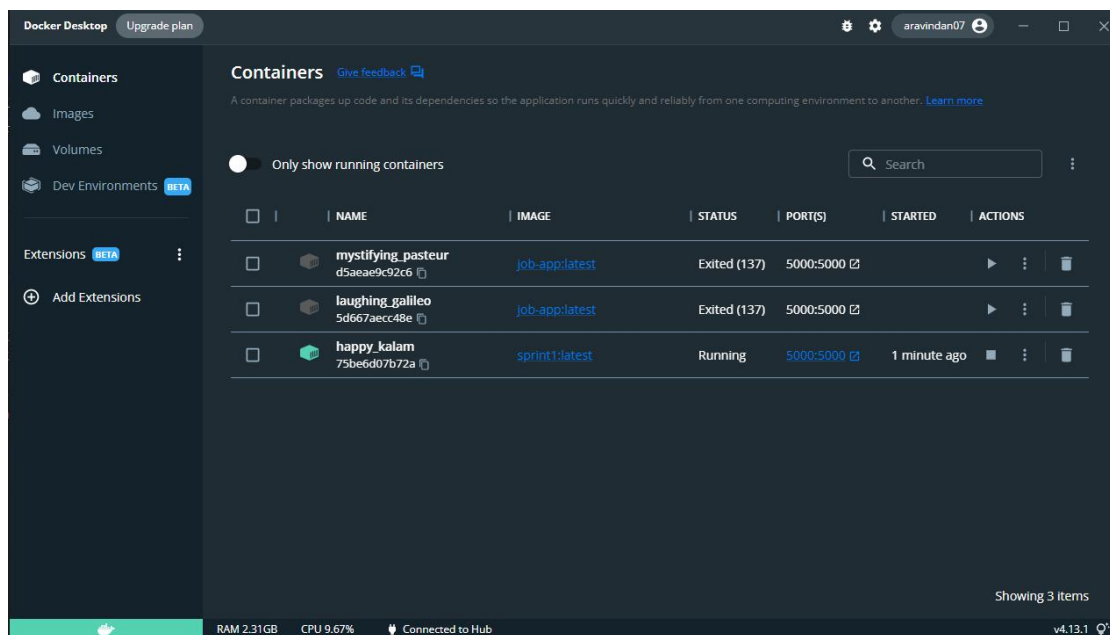 Docker Desktop Upgrade plan aravindan07
Containers
Images
Volumes
Dev Environments BETA
Extensions BETA
Add Extensions
Containers Give feedback
A container packages up code and its dependencies so the application runs quickly and reliably from one computing environment to another. Learn more
Only show running containers Search
NAME IMAGE STATUS PORT(S) STARTED ACTIONS
mystifying_pasteur
d5aeae9c92c6 job-app:latest Exited (137) 5000:5000
laughing_galileo
5d667aecc48e job-app:latest Exited (137) 5000:5000
happy_kalam
75be6d07b72a sprint1:latest Running 5000:5000 1 minute ago
Showing 3 items
RAM 2.31GB CPU 9.67% Connected to Hub v4.13.1